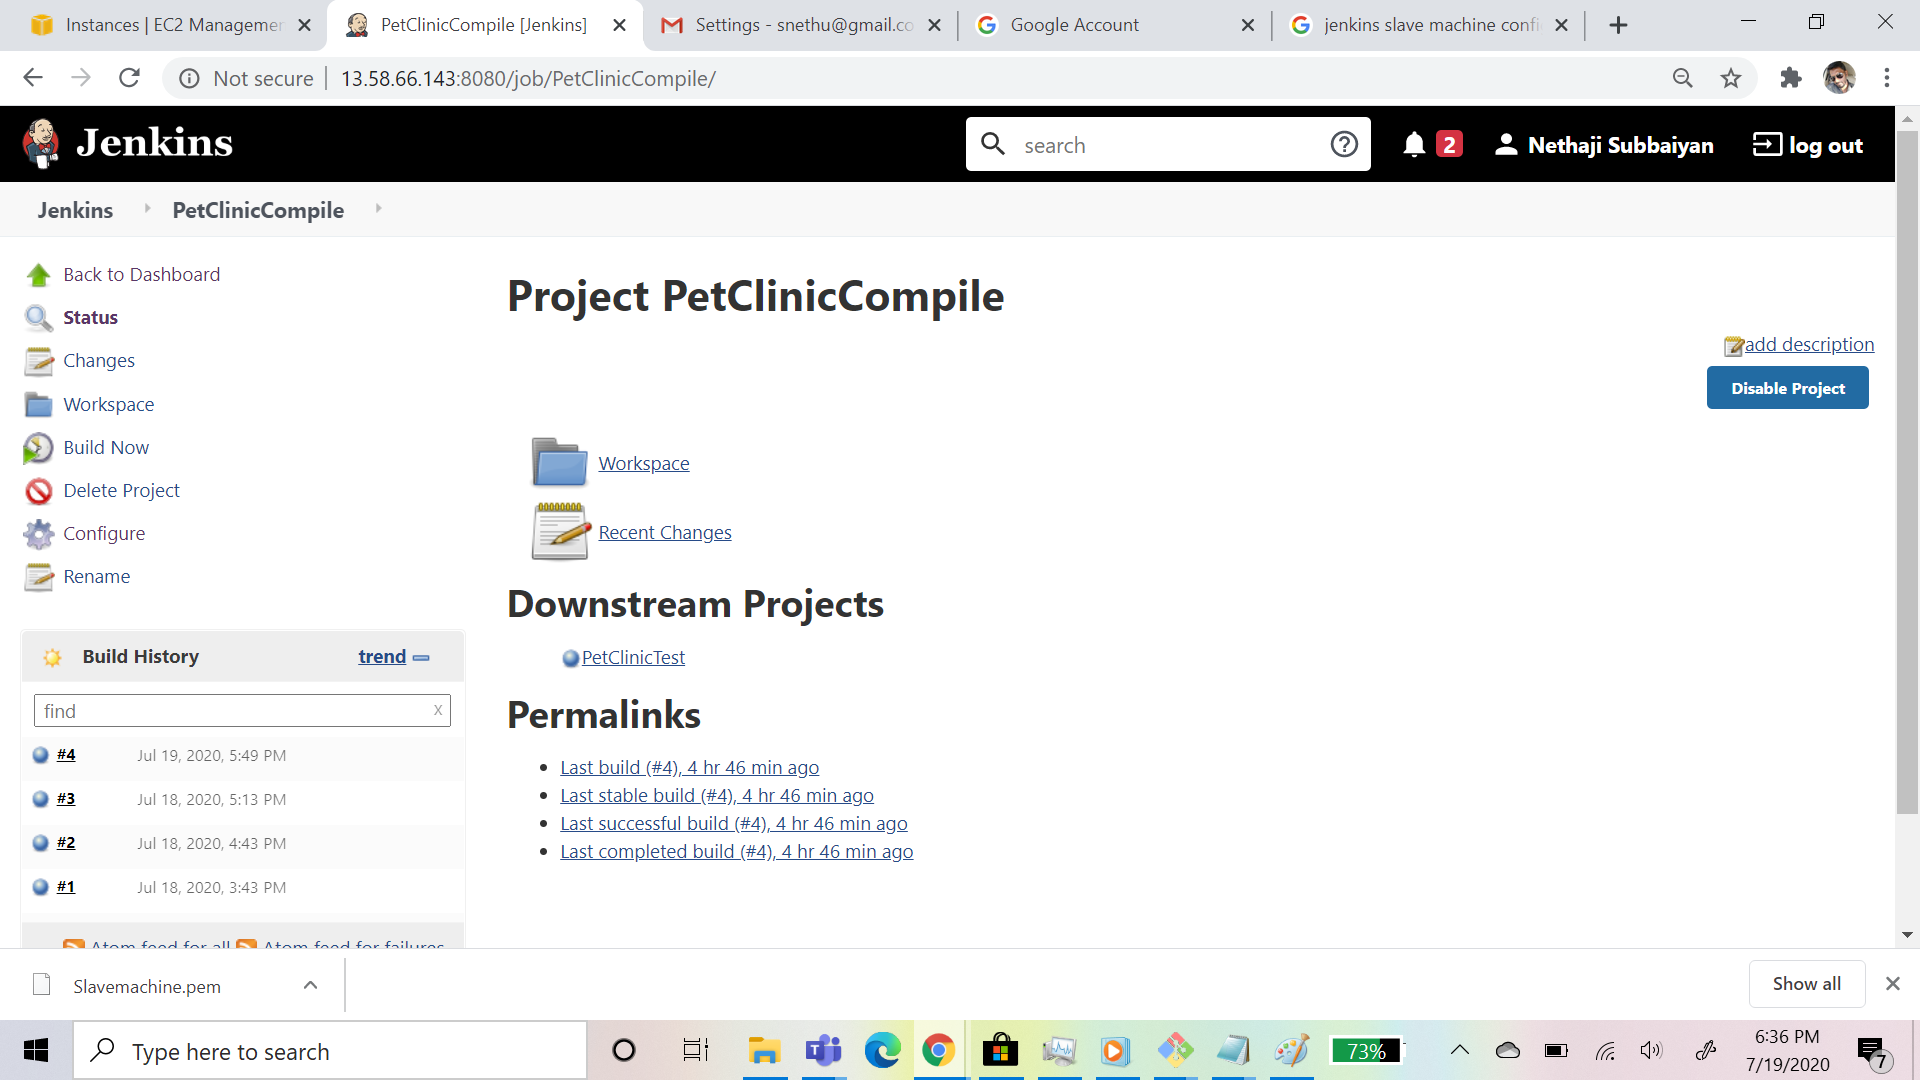 Instances | EC2 Managemer
PetClinicCompile [Jenkins]
Settings - snethu@gmail.co
Google Account
jenkins slave machine confi
Not secure
13.58.66.143:8080/job/PetClinicCompile/
Jenkins
search
2
Nethaji Subbaiyan
log out
Jenkins
PetClinicCompile
Back to Dashboard
Status
Changes
Workspace
Build Now
Delete Project
Configure
Rename
Build History
trend
find
x
#4 Jul 19, 2020, 5:49 PM
#3 Jul 18, 2020, 5:13 PM
#2 Jul 18, 2020, 4:43 PM
#1 Jul 18, 2020, 3:43 PM
Atom feed for all
Atom feed for failures
Project PetClinicCompile
add description
Disable Project
Workspace
Recent Changes
Downstream Projects
PetClinicTest
Permalinks
Last build (#4), 4 hr 46 min ago
Last stable build (#4), 4 hr 46 min ago
Last successful build (#4), 4 hr 46 min ago
Last completed build (#4), 4 hr 46 min ago
Slavemachine.pem
Show all
Type here to search
73%
6:36 PM
7/19/2020
7